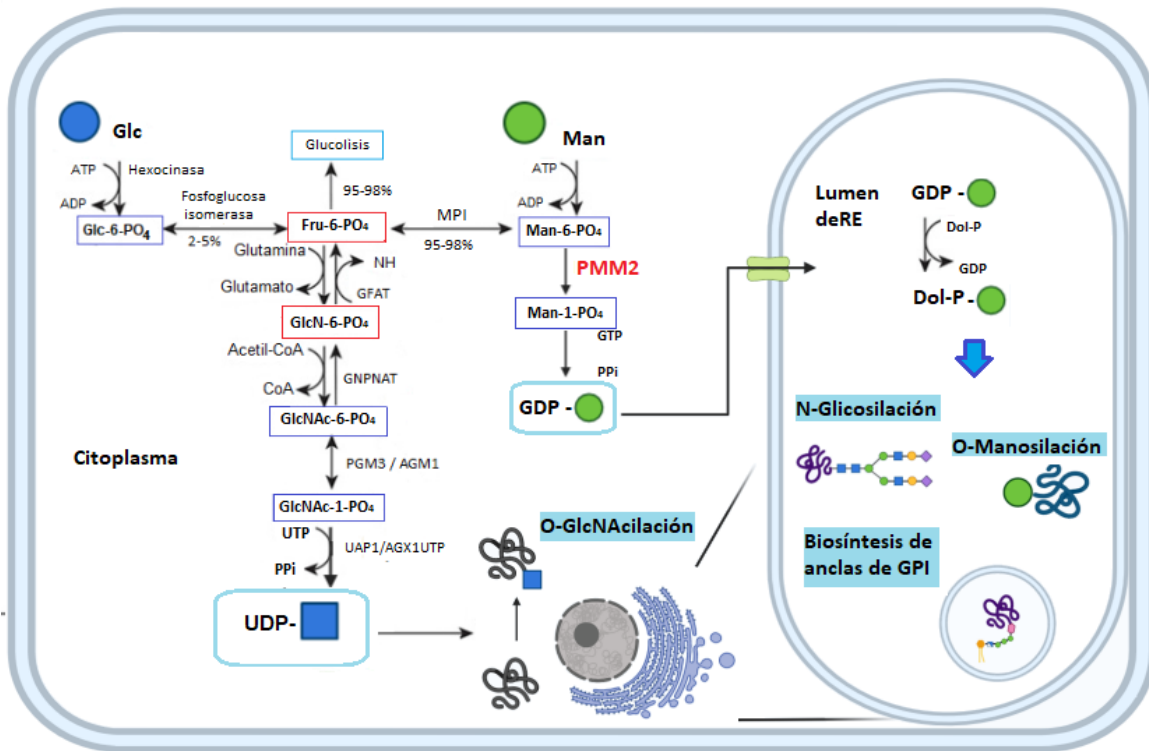 Glc
ATP
Hexocinasa
ADP
Glc-6-PO₄
Fosfoglucosa
isomerasa
2-5%
Glucolisis
95-98%
Fru-6-PO₄
MPI
95-98%
Glutamina
NH
Glutamato
GFAT
GlcN-6-PO₄
Acetil-CoA
CoA
GNPNAT
GlcNAc-6-PO₄
PGM3 / AGM1
GlcNAc-1-PO₄
UTP
UAP1/AGX1UTP
PPi
UDP-
Citoplasma
Man
ATP
ADP
Man-6-PO₄
PMM2
Man-1-PO₄
GTP
PPi
GDP -
O-GlcNAcilación
Lumen
deRE
GDP -
Dol-P
GDP
Dol-P-
N-Glicosilación
O-Manosilación
Biosíntesis de
anclas de GPI